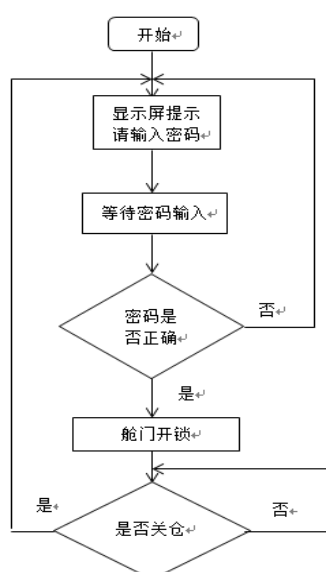 开始
显示屏提示
请输入密码
等待密码输入
密码是
否正确
否
是
舱门开锁
是
否
是否关仓